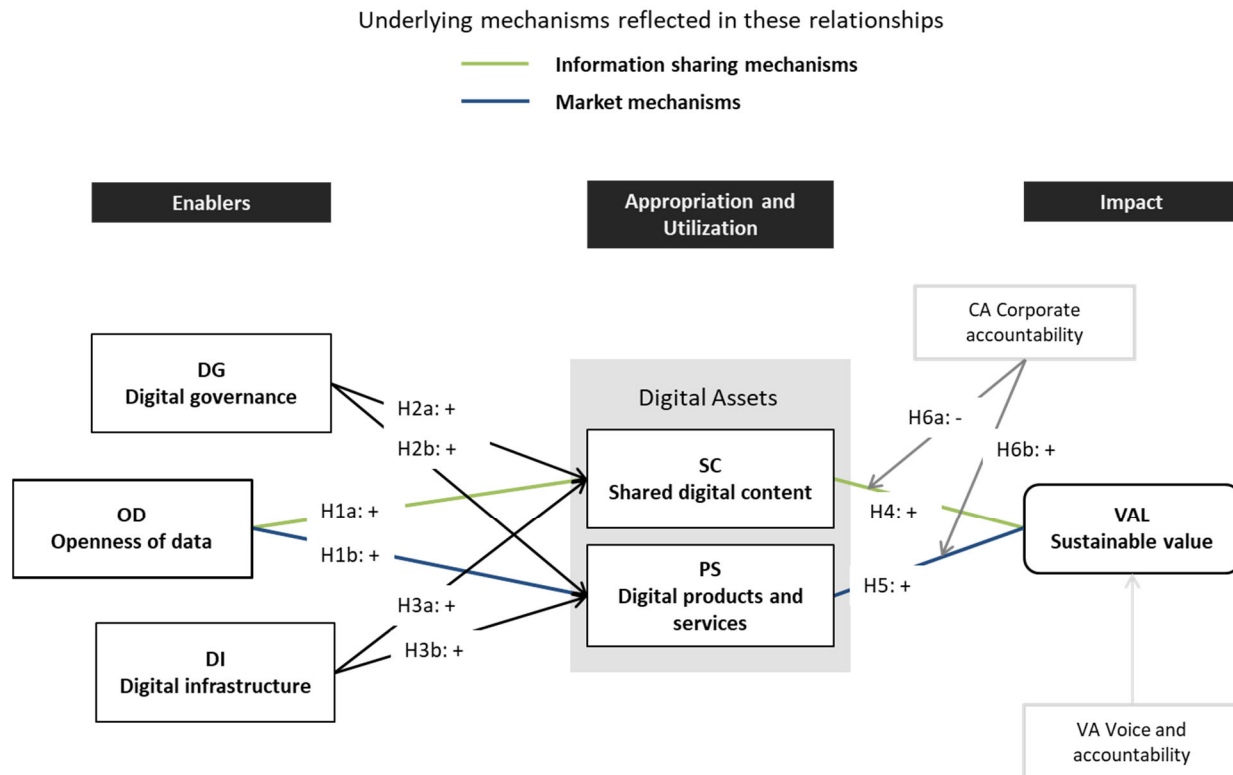 Underlying mechanisms reflected in these relationships
Information sharing mechanisms
Market mechanisms
Enablers
Appropriation and
Utilization
Impact
CA Corporate
accountability
DG
Digital governance
Digital Assets
H2a: +
H6a: -
H2b: +
H6b: +
SC
Shared digital content
OD
Openness of data
H1a: +
H4: +
VAL
Sustainable value
H1b: +
PS
Digital products and
services
H5: +
H3a: +
H3b: +
DI
Digital infrastructure
VA Voice and
accountability